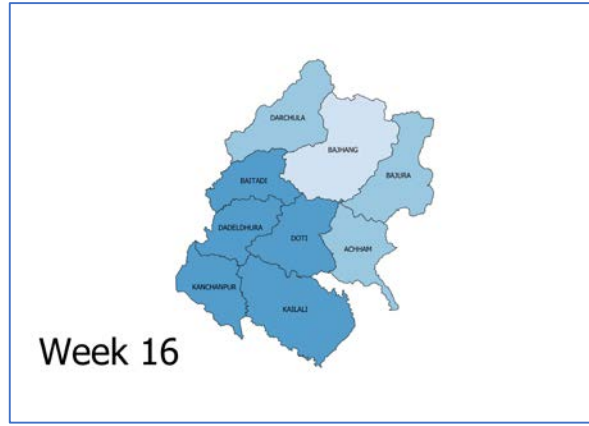 DARCHULA
BAJHANG
BAJURA
BAITADI
DADELDHURA
DOTI
ACHHAM
KANCHANPUR
KAILALI
Week 16